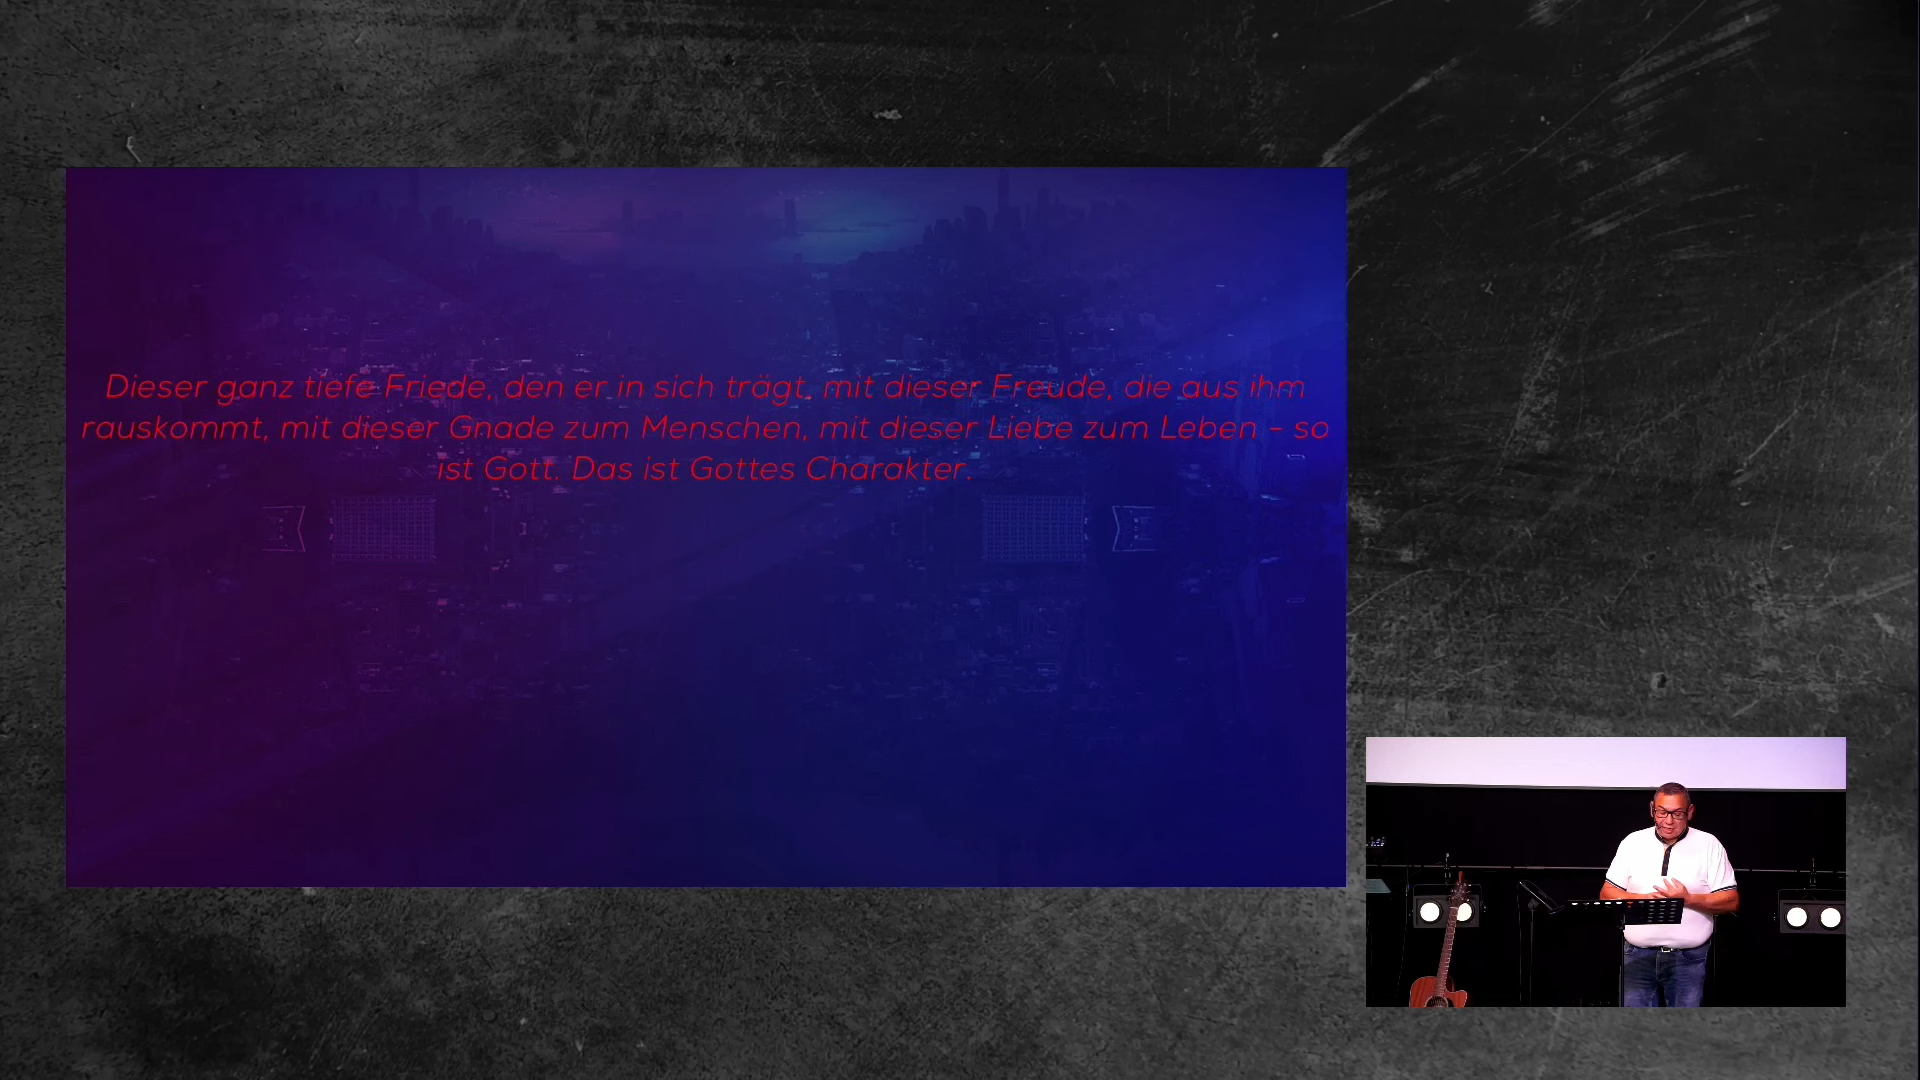 Dieser ganz tiefe Friede, den er in sich trägt, mit dieser Freude, die aus ihm
rauskommt, mit dieser Gnade zum Menschen, mit dieser Liebe zum Leben – so
ist Gott. Das ist Gottes Charakter.